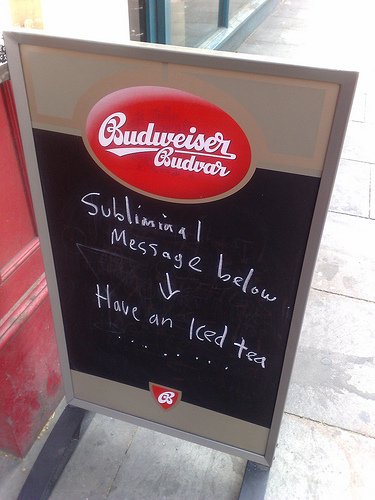 Budweiser
Budvar
Subliminal
Message below
↓
Have an Iced tea
. . . . . . . . .
B